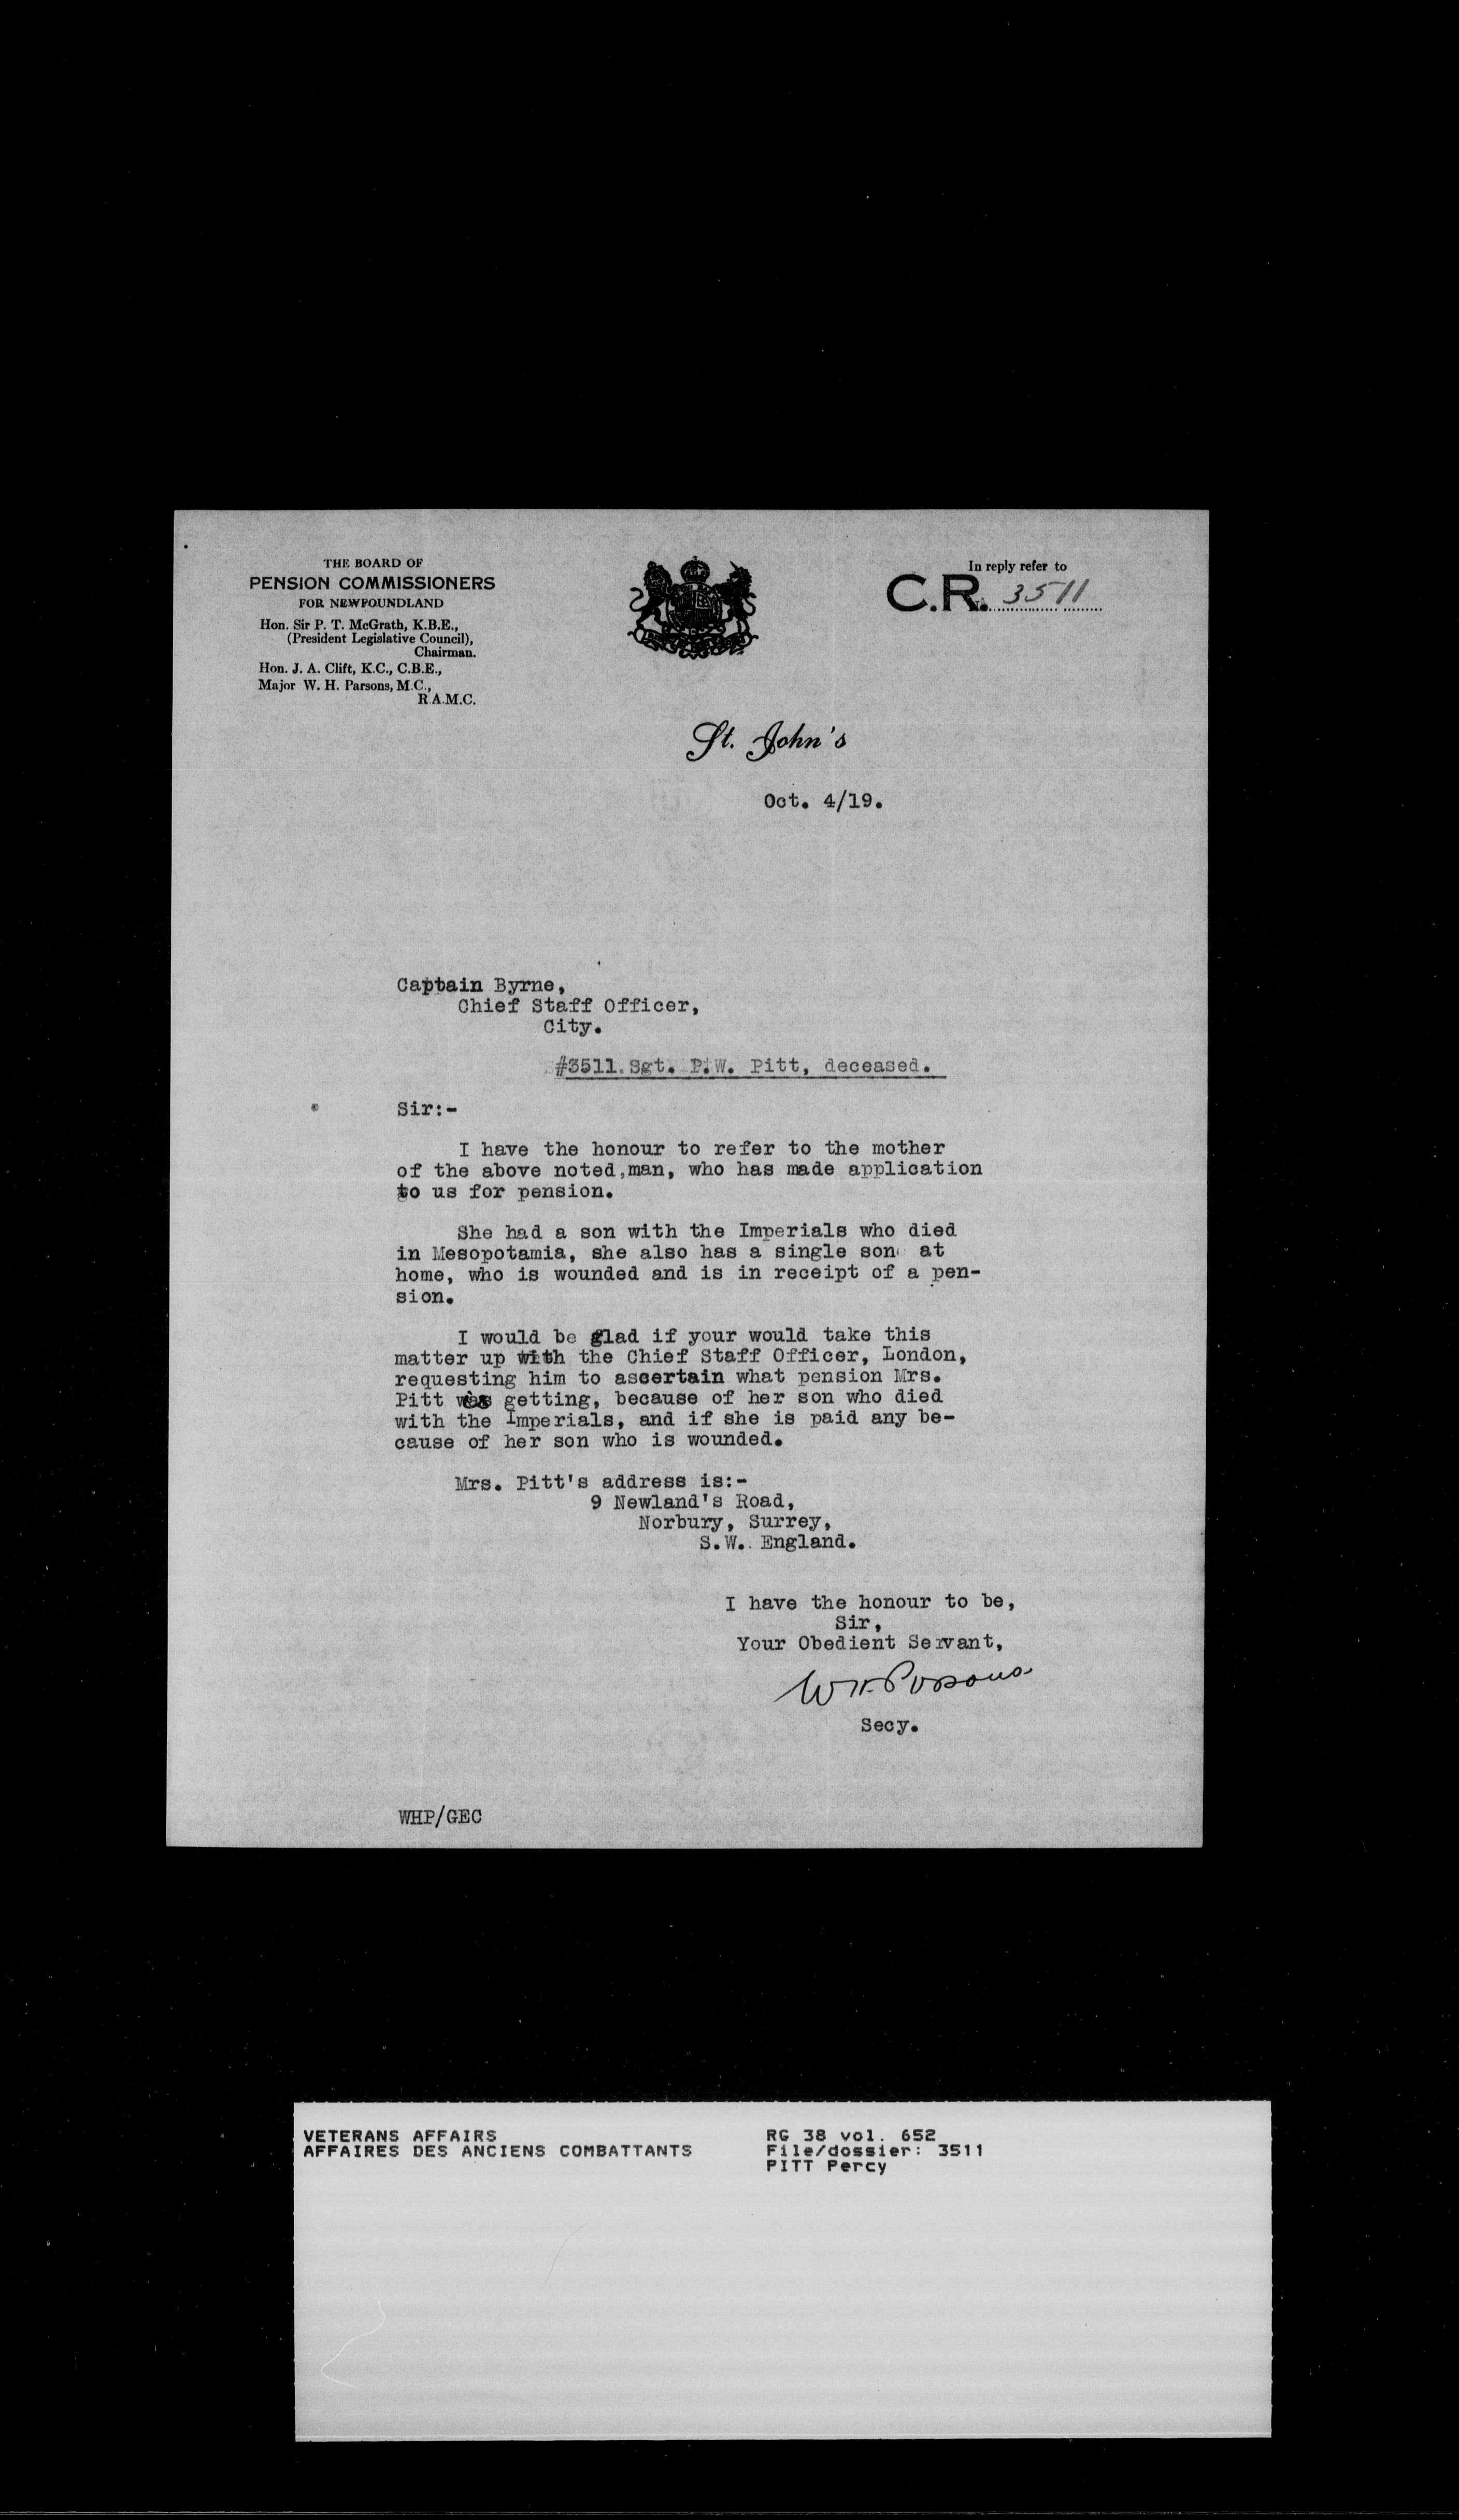 THE BOARD OF
PENSION COMMISSIONERS
FOR NEWFOUNDLAND
Hon. Sir P. T. McGrath, K.B.E.,
(President Legislative Council),
Chairman.
Hon. J. A. Clift, K.C., C.B.E.,
Major W. H. Parsons, M.C.,
R.A.M.C.
In reply refer to
C.R. 3511
St. John's
Oct. 4/19.
Captain Byrne,
Chief Staff Officer,
City.
#3511. Sgt. P.W. Pitt, deceased.
Sir:-
I have the honour to refer to the mother
of the above noted,man, who has made application
to us for pension.
She had a son with the Imperials who died
in Mesopotamia, she also has a single son at
home, who is wounded and is in receipt of a pen-
sion.
I would be glad if your would take this
matter up with the Chief Staff Officer, London,
requesting him to ascertain what pension Mrs.
Pitt was getting, because of her son who died
with the Imperials, and if she is paid any be-
cause of her son who is wounded.
Mrs. Pitt's address is:-
9 Newland's Road,
Norbury, Surrey,
S.W.. England.
I have the honour to be,
Sir,
Your Obedient Servant,
WH Parsons
Secy.
WHP/GEC
VETERANS AFFAIRS
AFFAIRES DES ANCIENS COMBATTANTS
RG 38 vol. 652
File/dossier: 3511
PITT Percy